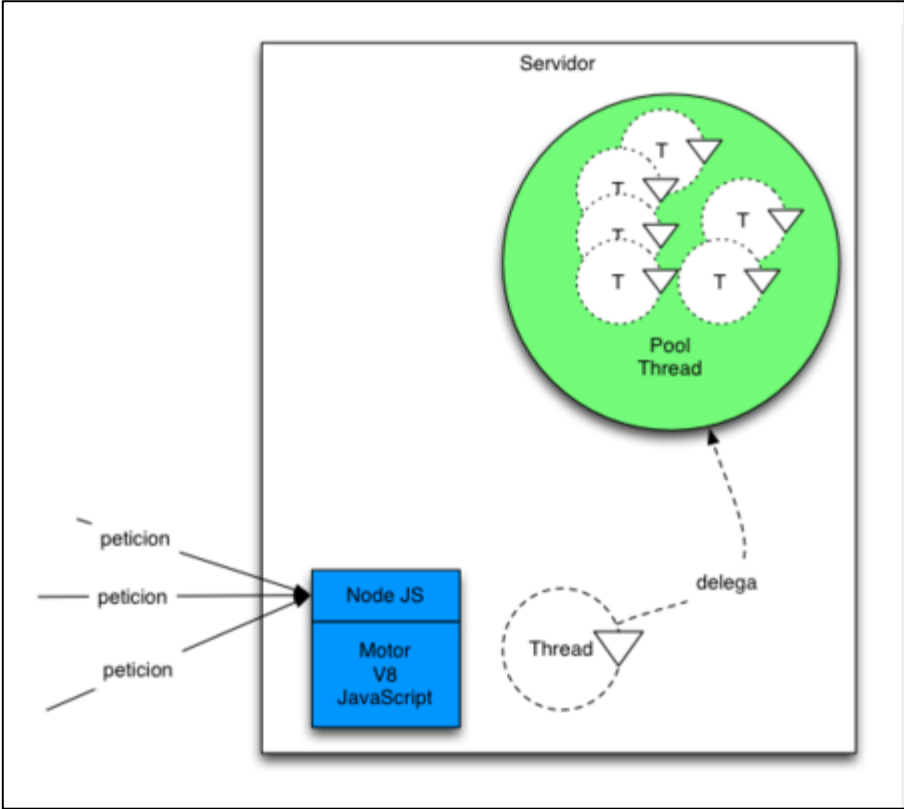 Servidor
T
T
T
T
T
T
Pool
Thread
peticion
peticion
peticion
Node JS
Motor
V8
JavaScript
Thread
delega